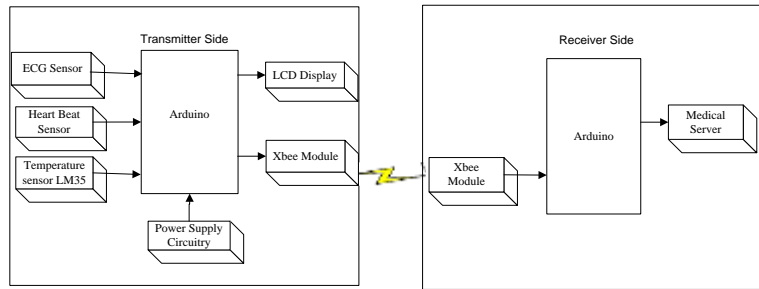 Transmitter Side
ECG Sensor
Heart Beat
Sensor
Temperature
sensor LM35
Arduino
LCD Display
Xbee Module
Power Supply
Circuitry
Receiver Side
Xbee
Module
Arduino
Medical
Server